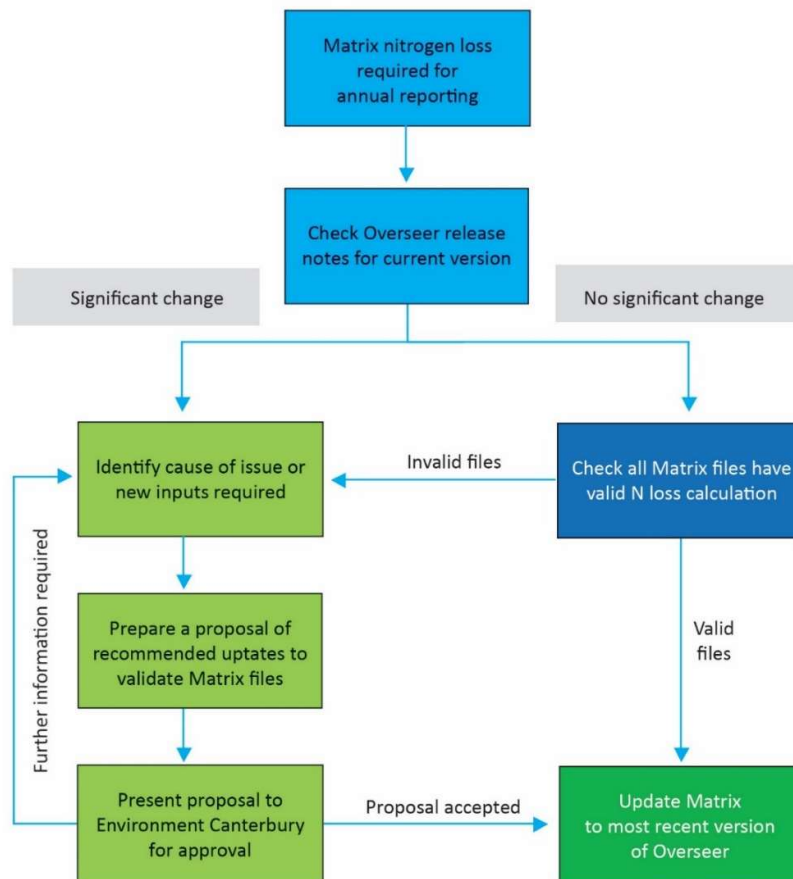 Matrix nitrogen loss
required for
annual reporting
Check Overseer release
notes for current version
Significant change
No significant change
Identify cause of issue or
new inputs required
Invalid files
Check all Matrix files have
valid N loss calculation
Further information required
Prepare a proposal of
recommended uptates to
validate Matrix files
Valid
files
Present proposal to
Environment Canterbury
for approval
Proposal accepted
Update Matrix
to most recent version
of Overseer